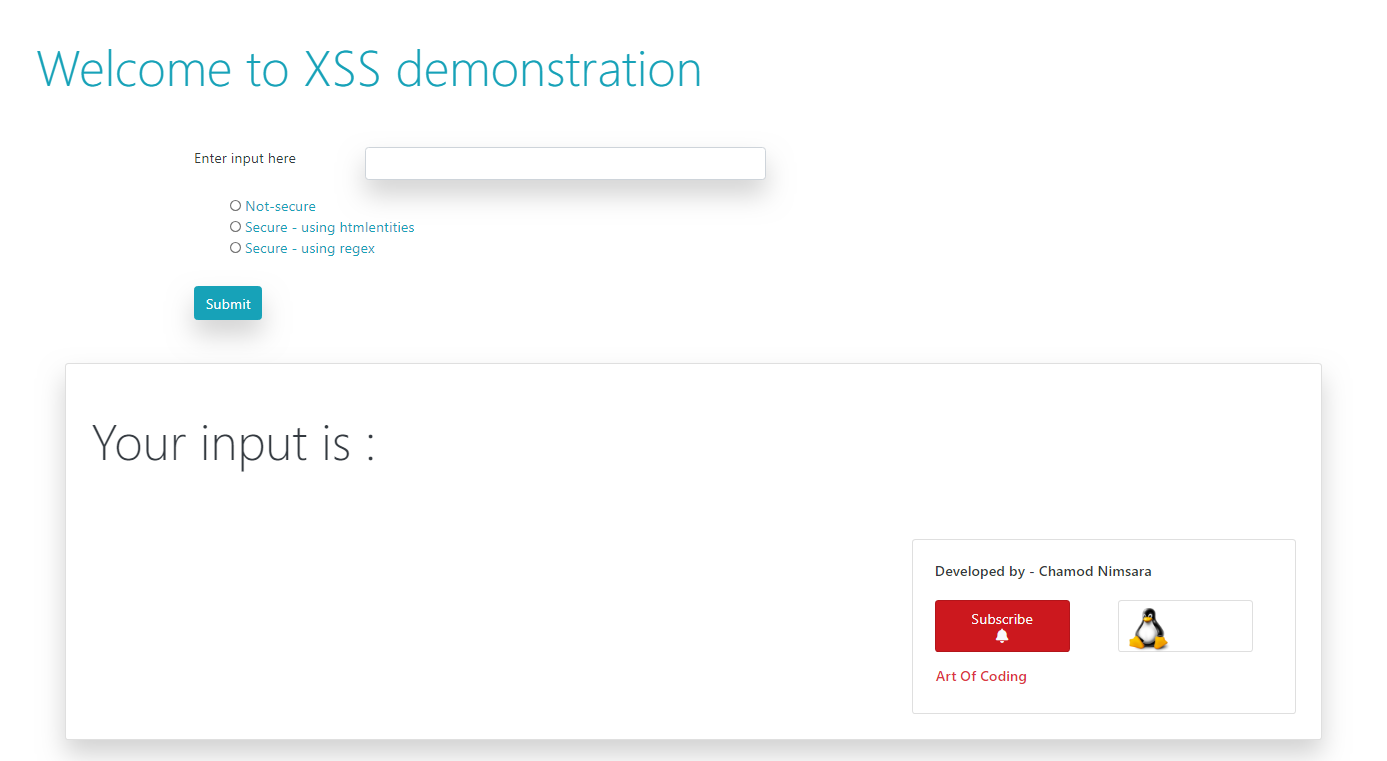 Welcome to XSS demonstration
Enter input here
Not-secure
Secure - using htmlentities
Secure - using regex
Submit
Your input is :
Developed by - Chamod Nimsara
Subscribe
Art Of Coding